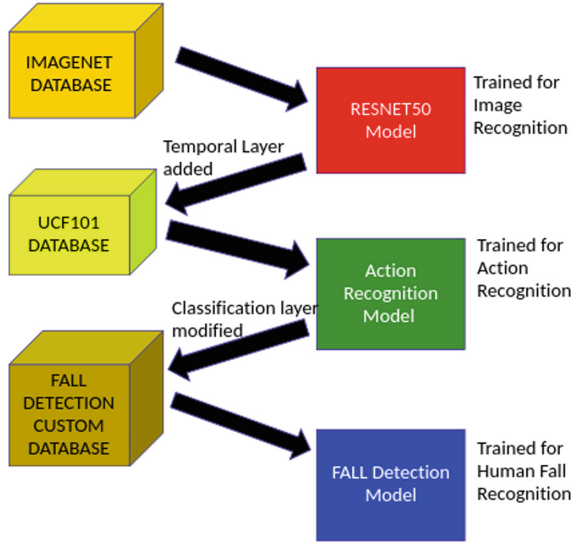 IMAGENET
DATABASE
RESNET50
Model
Trained for
Image
Recognition
Temporal Layer
added
UCF101
DATABASE
Action
Recognition
Model
Trained for
Action
Recognition
Classification layer
modified
FALL
DETECTION
CUSTOM
DATABASE
FALL Detection
Model
Trained for
Human Fall
Recognition